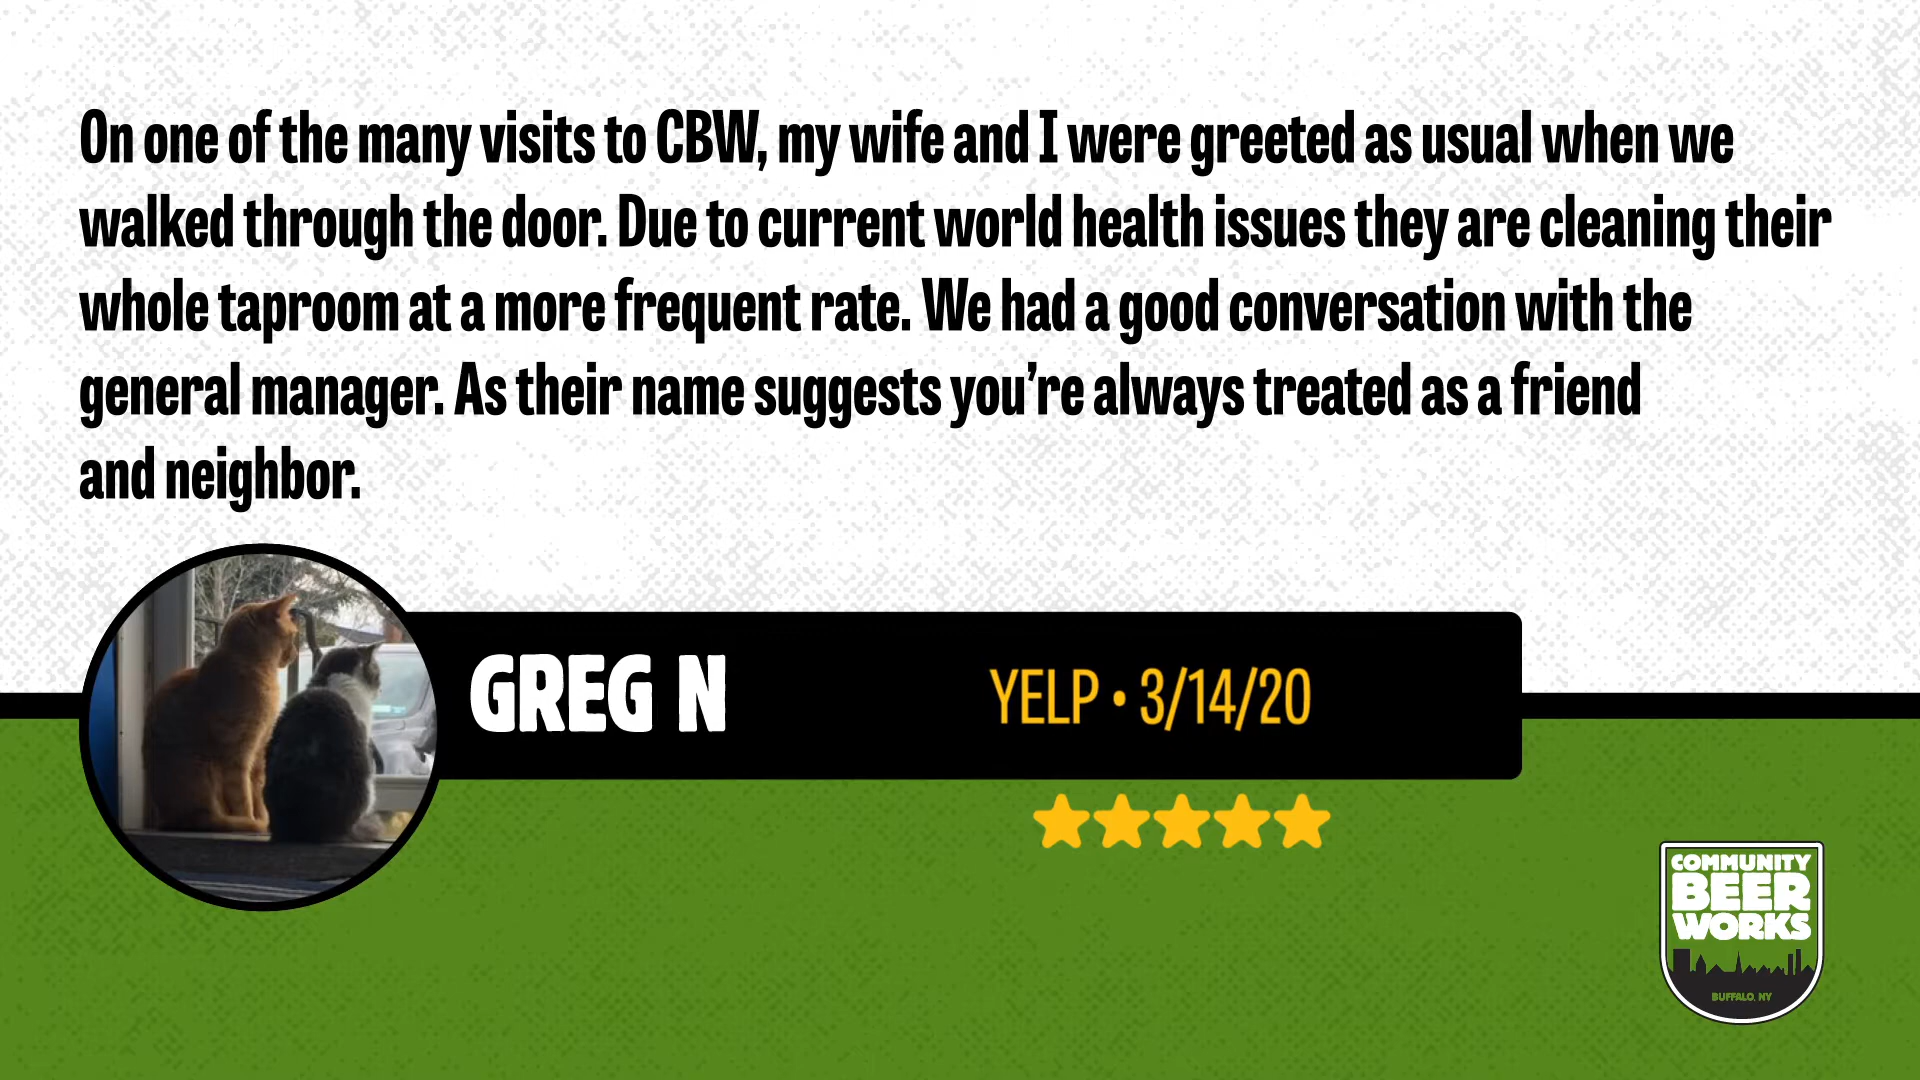 On one of the many visits to CBW, my wife and I were greeted as usual when we
walked through the door. Due to current world health issues they are cleaning their
whole taproom at a more frequent rate. We had a good conversation with the
general manager. As their name suggests you’re always treated as a friend
and neighbor.
GREG N
YELP • 3/14/20
COMMUNITY
BEER
WORKS
BUFFALO, NY